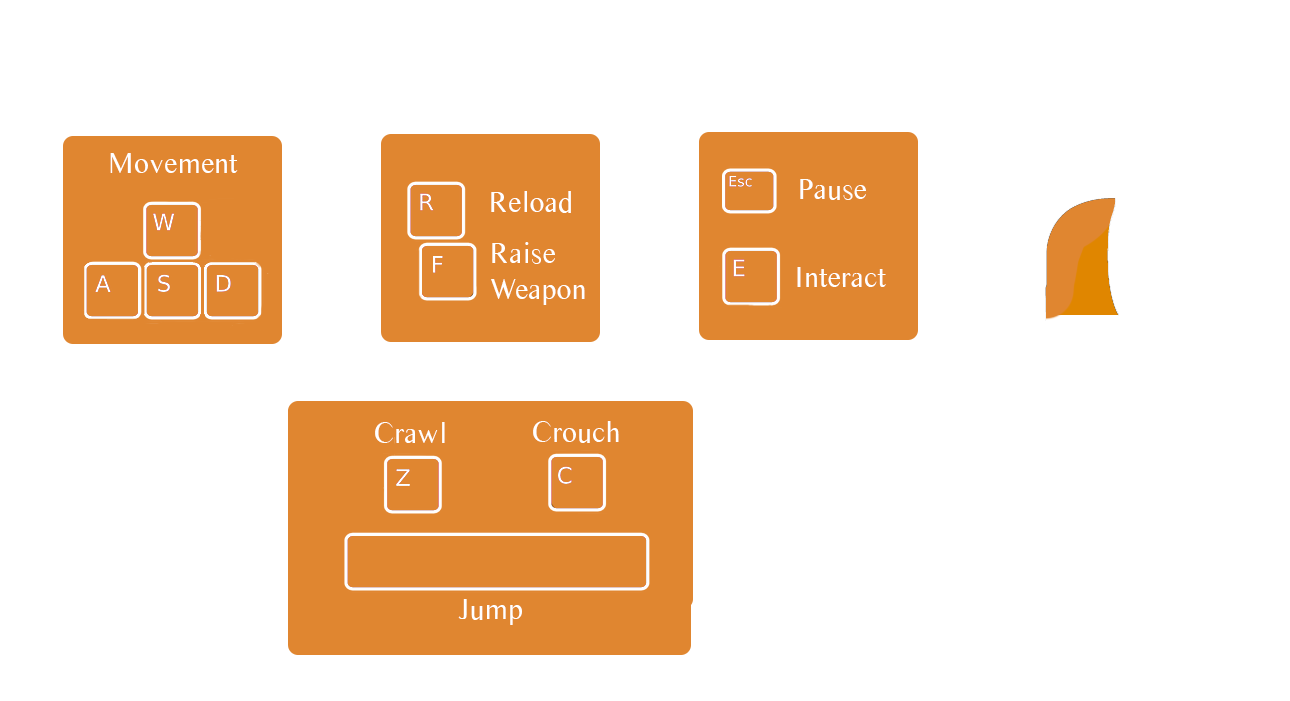 Movement
W
A S D
R Reload
F Raise
Weapon
Esc Pause
E Interact
Crawl Crouch
Z C
Jump